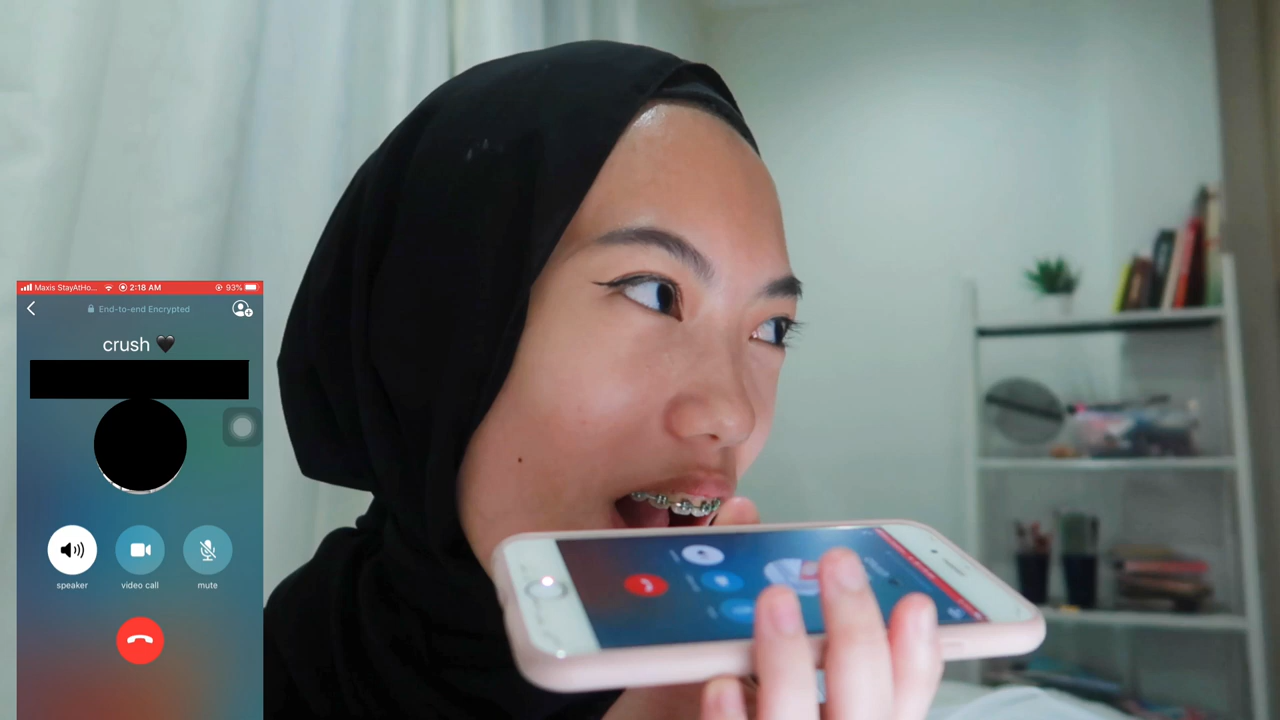 Maxis StayAtHo... 2:18 AM 93%
End-to-end Encrypted
crush 🖤
speaker video call mute